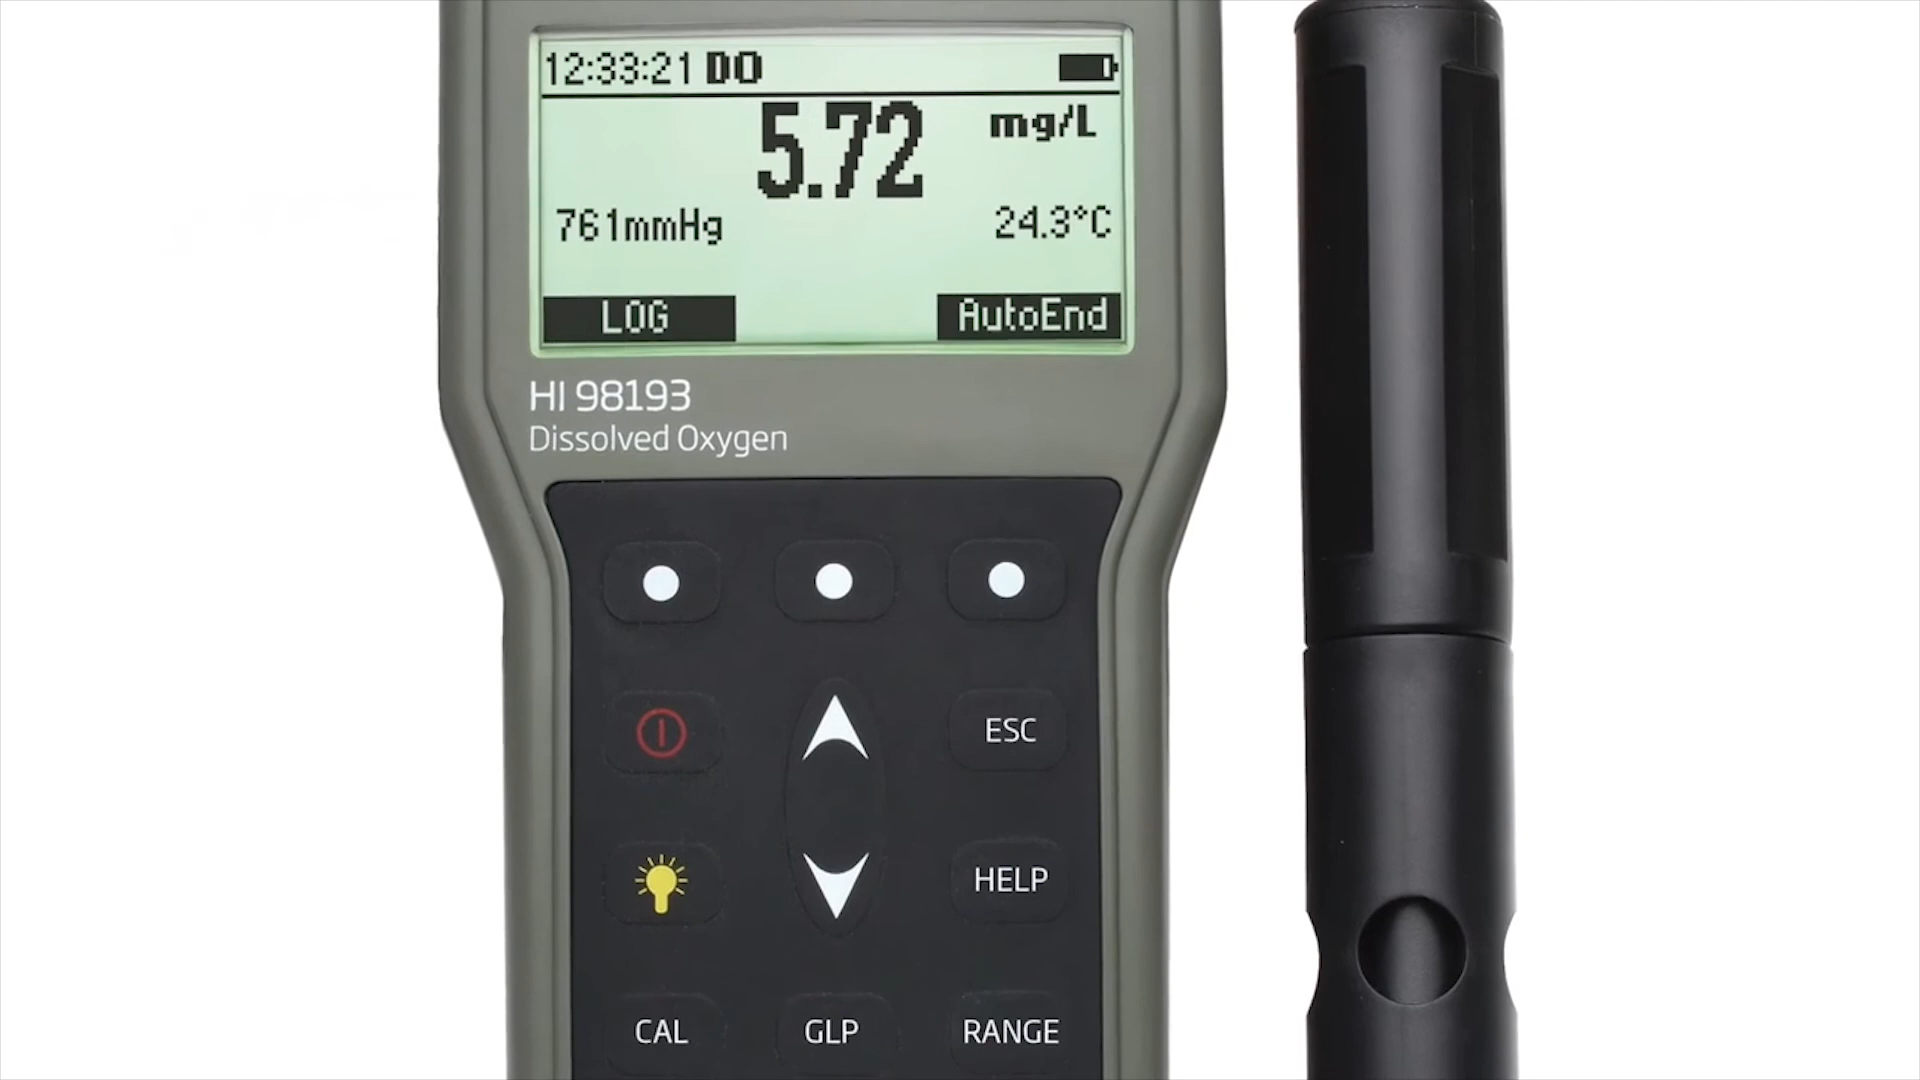 12:33:21 DO
5.72 mg/L
761mmHg 24.3°C
LOG AutoEnd
HI 98193
Dissolved Oxygen
ESC
HELP
CAL GLP RANGE